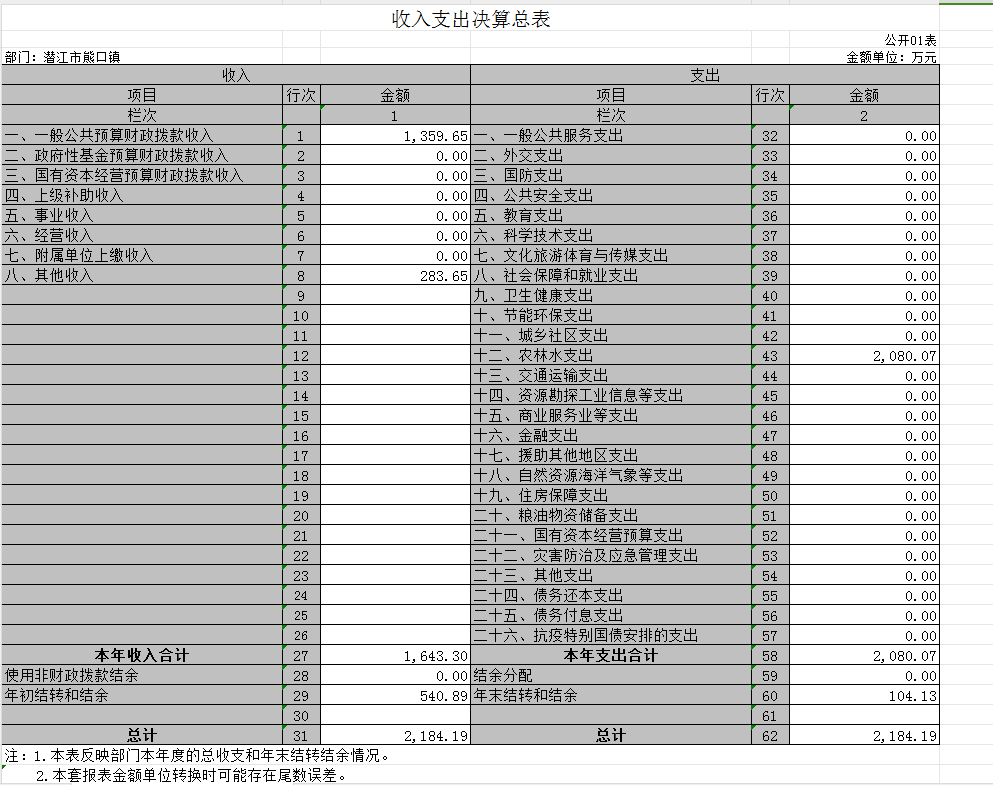 收入支出决算总表
公开01表
部门：潜江市熊口镇 金额单位：万元
收入 支出
项目 行次 金额 项目 行次 金额
栏次 1 栏次 2
一、一般公共预算财政拨款收入 1 1,359.65 一、一般公共服务支出 32 0.00
二、政府性基金预算财政拨款收入 2 0.00 二、外交支出 33 0.00
三、国有资本经营预算财政拨款收入 3 0.00 三、国防支出 34 0.00
四、上级补助收入 4 0.00 四、公共安全支出 35 0.00
五、事业收入 5 0.00 五、教育支出 36 0.00
六、经营收入 6 0.00 六、科学技术支出 37 0.00
七、附属单位上缴收入 7 0.00 七、文化旅游体育与传媒支出 38 0.00
八、其他收入 8 283.65 八、社会保障和就业支出 39 0.00
9 九、卫生健康支出 40 0.00
10 十、节能环保支出 41 0.00
11 十一、城乡社区支出 42 0.00
12 十二、农林水支出 43 2,080.07
13 十三、交通运输支出 44 0.00
14 十四、资源勘探工业信息等支出 45 0.00
15 十五、商业服务业等支出 46 0.00
16 十六、金融支出 47 0.00
17 十七、援助其他地区支出 48 0.00
18 十八、自然资源海洋气象等支出 49 0.00
19 十九、住房保障支出 50 0.00
20 二十、粮油物资储备支出 51 0.00
21 二十一、国有资本经营预算支出 52 0.00
22 二十二、灾害防治及应急管理支出 53 0.00
23 二十三、其他支出 54 0.00
24 二十四、债务还本支出 55 0.00
25 二十五、债务付息支出 56 0.00
26 二十六、抗疫特别国债安排的支出 57 0.00
本年收入合计 27 1,643.30 本年支出合计 58 2,080.07
使用非财政拨款结余 28 0.00 结余分配 59 0.00
年初结转和结余 29 540.89 年末结转和结余 60 104.13
30 61
总计 31 2,184.19 总计 62 2,184.19
注：1.本表反映部门本年度的总收支和年末结转结余情况。
2.本套报表金额单位转换时可能存在尾数误差。